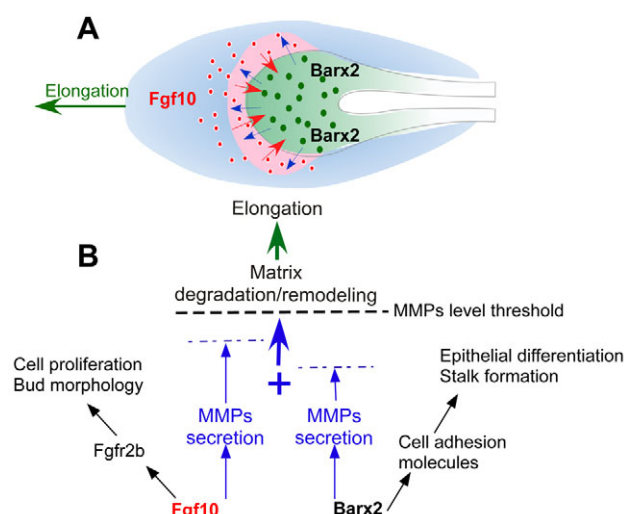 A
Elongation
Fgf10
Barx2
Barx2
Elongation
B
Matrix
degradation/remodeling
MMPs level threshold
Cell proliferation
Bud morphology
Epithelial differentiation
Stalk formation
+
MMPs
secretion
MMPs
secretion
Fgfr2b
Cell adhesion
molecules
Fgf10
Barx2